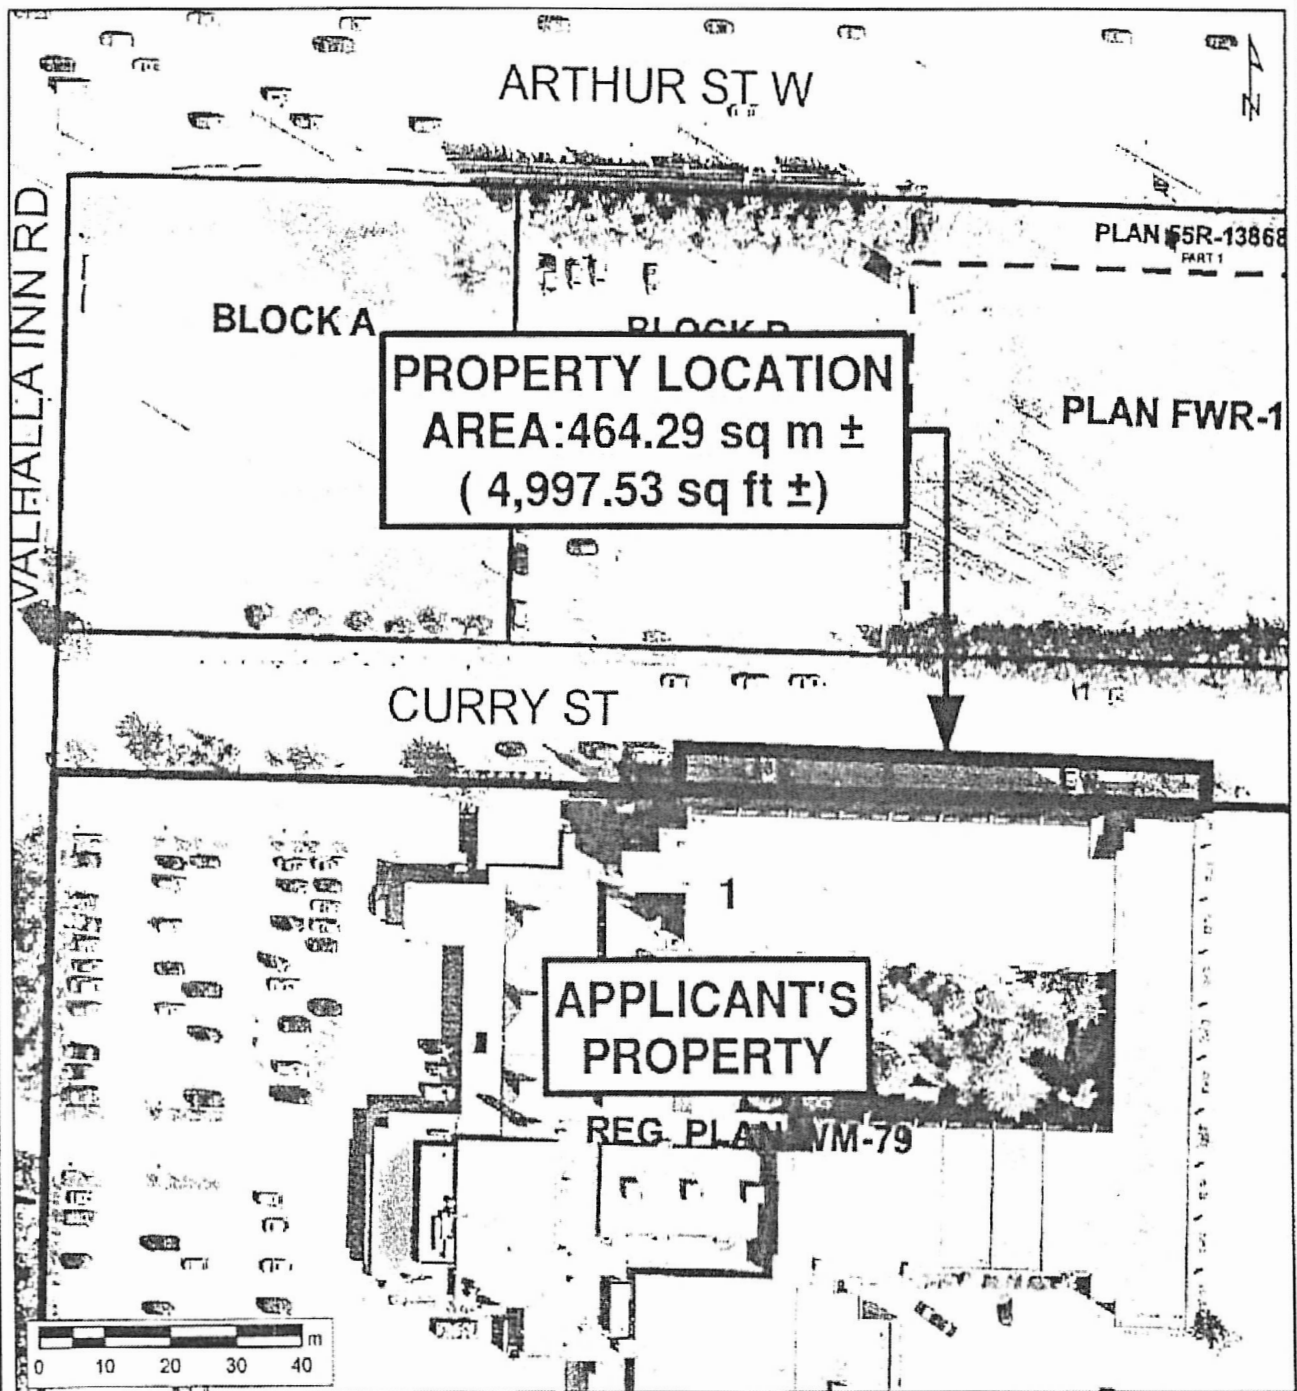 ARTHUR ST W
N
VALHALLA INN RD
PLAN 55R-13868
PART 1
BLOCK A
PROPERTY LOCATION
AREA:464.29 sq m ±
( 4,997.53 sq ft ±)
PLAN FWR-1
CURRY ST
1
APPLICANT'S
PROPERTY
REG. PLAN WM-79
m
0 10 20 30 40